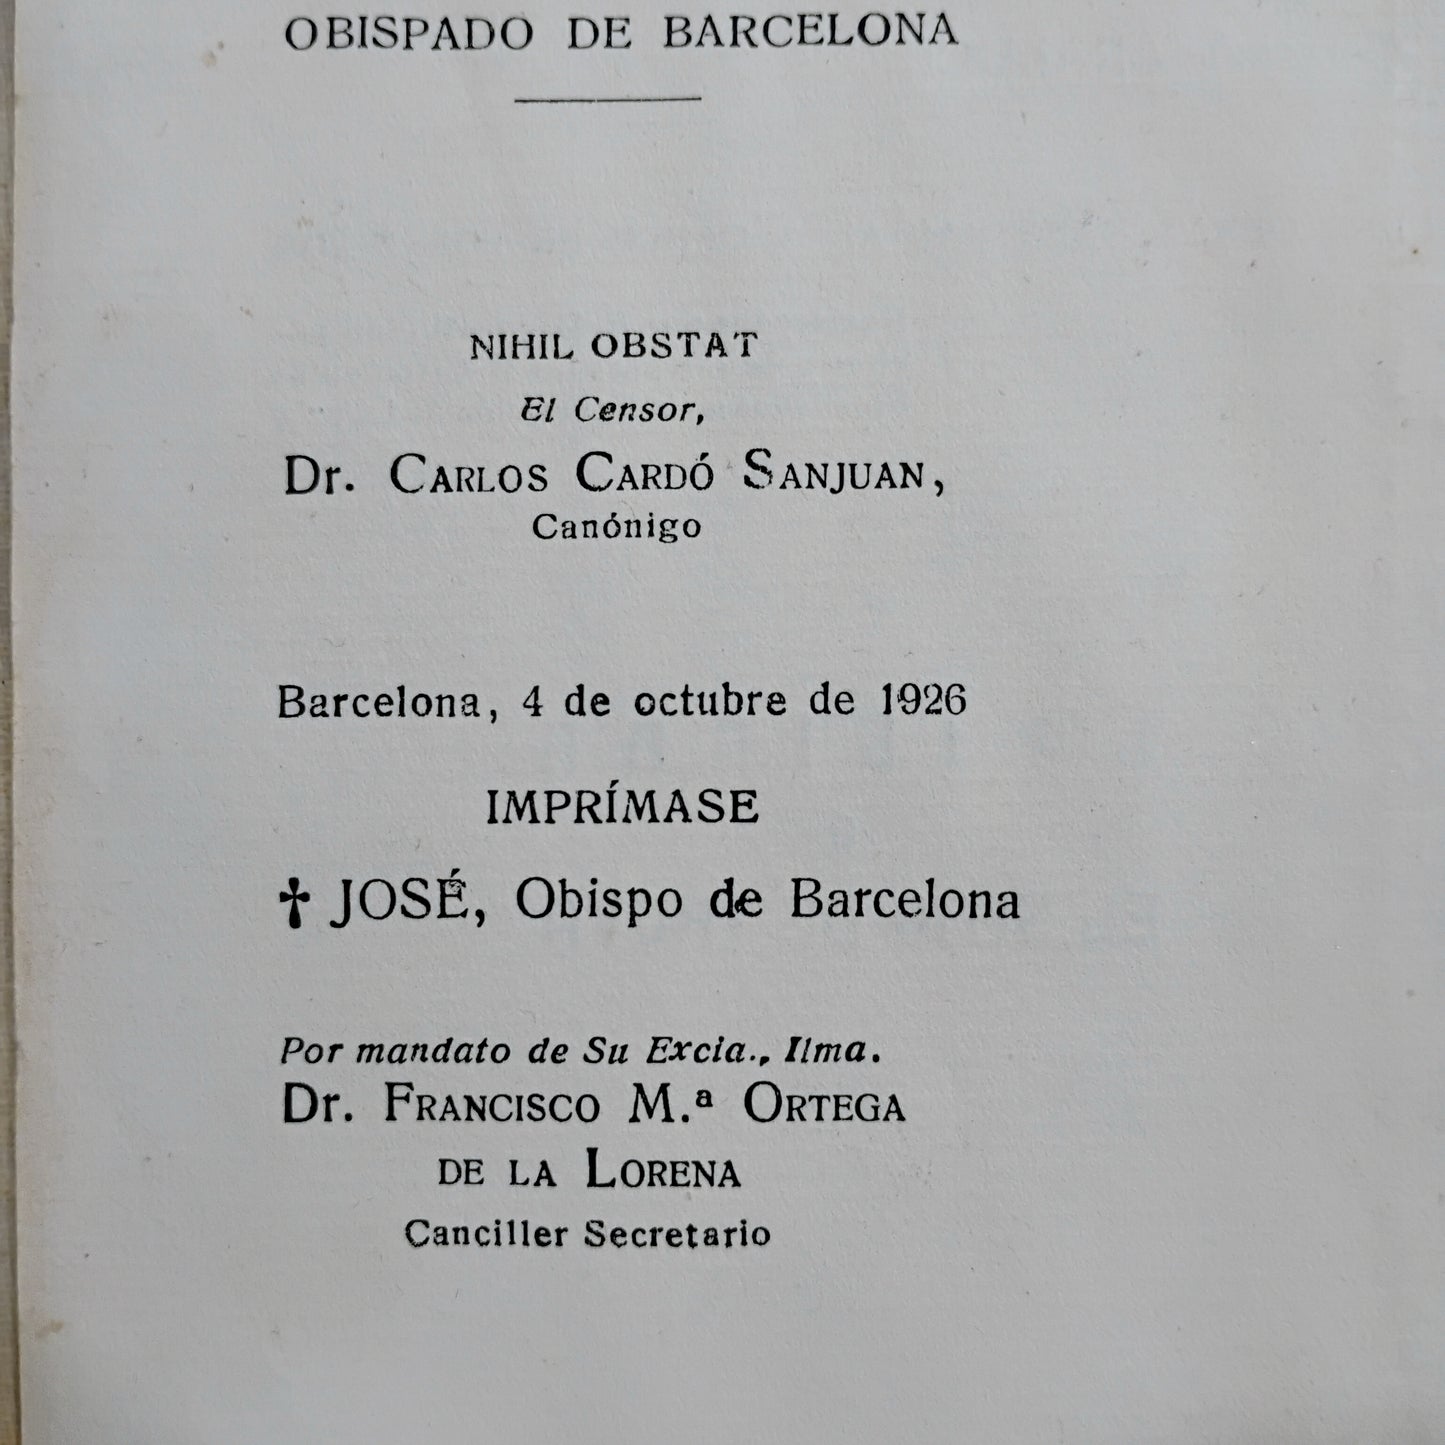 OBISPADO DE BARCELONA
NIHIL OBSTAT
El Censor,
Dr. CARLOS CARDÓ SANJUAN,
Canónigo
Barcelona, 4 de octubre de 1926
IMPRÍMASE
✝ JOSÉ, Obispo de Barcelona
Por mandato de Su Excia., Ilma.
Dr. FRANCISCO M.ª ORTEGA
DE LA LORENA
Canciller Secretario